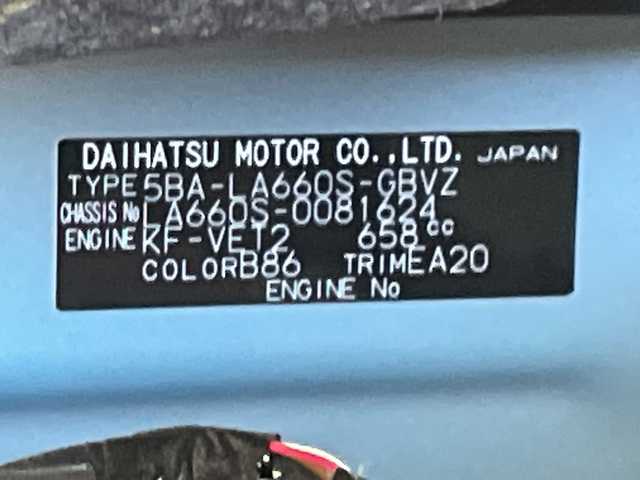 DAIHATSU MOTOR CO.,LTD. JAPAN
TYPE 5BA-LA660S-GBVZ
CHASSIS No LA660S-0081624
ENGINE KF-VET2 658cc
COLOR B86 TRIM EA20
ENGINE No